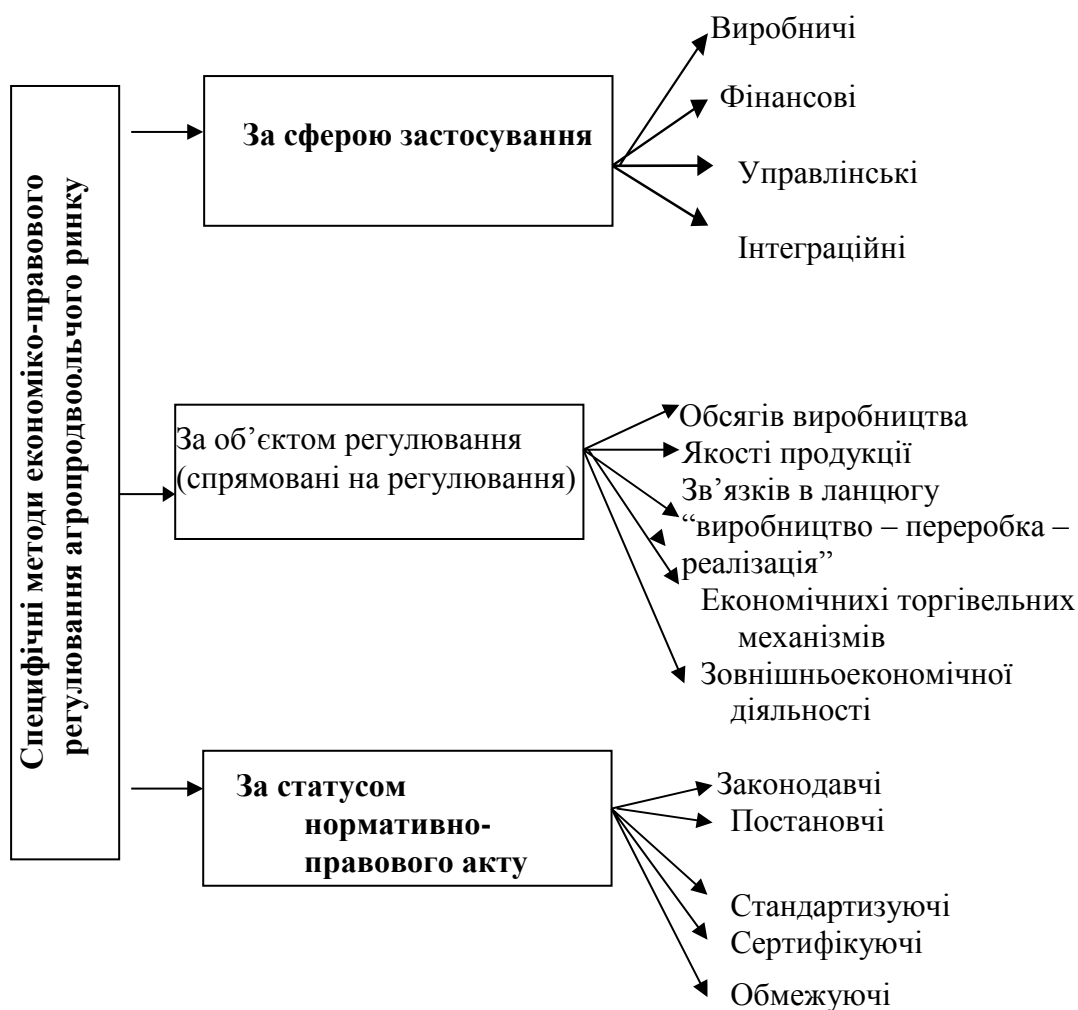 Специфічні методи економіко-правового
регулювання агропродвоольчого ринку
За сферою застосування
Виробничі
Фінансові
Управлінські
Інтеграційні
За об’єктом регулювання
(спрямовані на регулювання)
Обсягів виробництва
Якості продукції
Зв’язків в ланцюгу
“виробництво – переробка –
реалізація”
Економічнихі торгівельних
механізмів
Зовнішньоекономічної
діяльності
За статусом
нормативно-
правового акту
Законодавчі
Постановчі
Стандартизуючі
Сертифікуючі
Обмежуючі